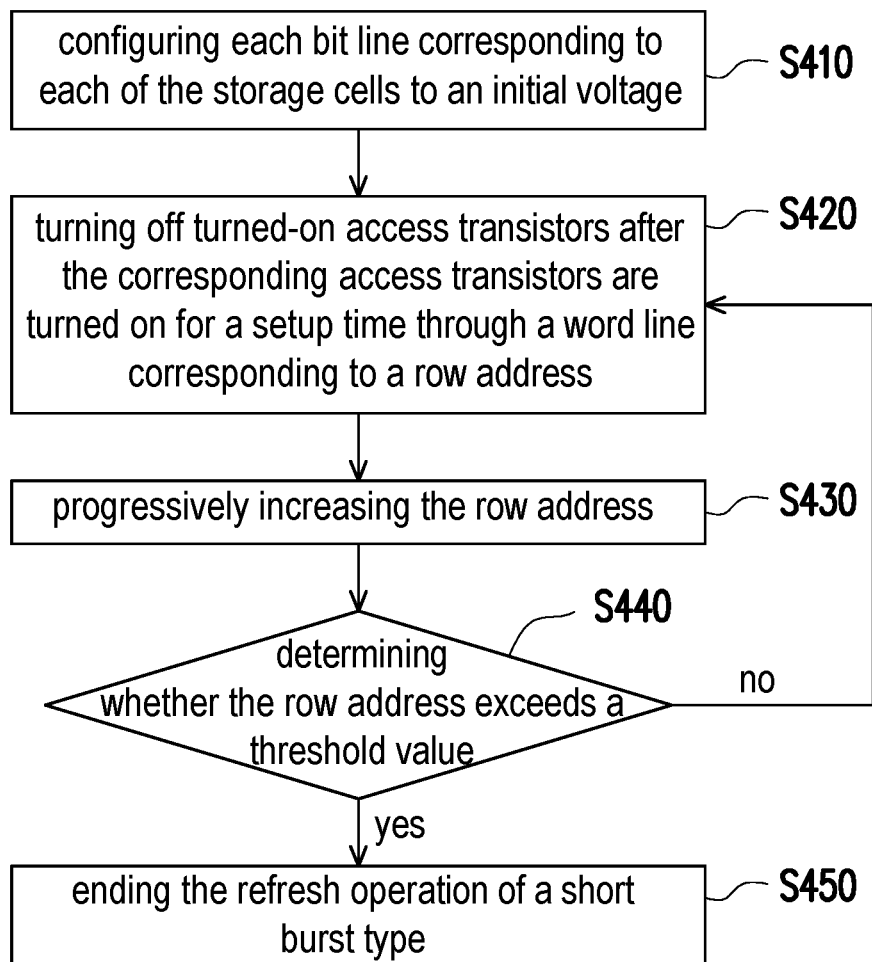 configuring each bit line corresponding to
each of the storage cells to an initial voltage
S410
turning off turned-on access transistors after
the corresponding access transistors are
turned on for a setup time through a word line
corresponding to a row address
S420
progressively increasing the row address
S430
determining
whether the row address exceeds a
threshold value
S440
no
yes
ending the refresh operation of a short
burst type
S450